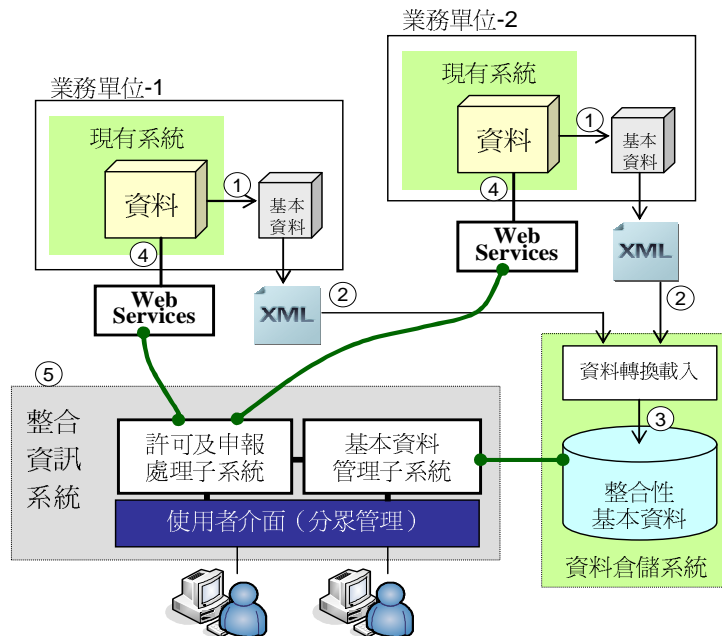 業務單位-2
現有系統
資料
①
基本
資料
④
Web
Services
XML
②
業務單位-1
現有系統
資料
①
基本
資料
④
Web
Services
XML
②
資料轉換載入
③
整合性
基本資料
資料倉儲系統
⑤
整合
資訊
系統
許可及申報
處理子系統
基本資料
管理子系統
使用者介面（分眾管理）